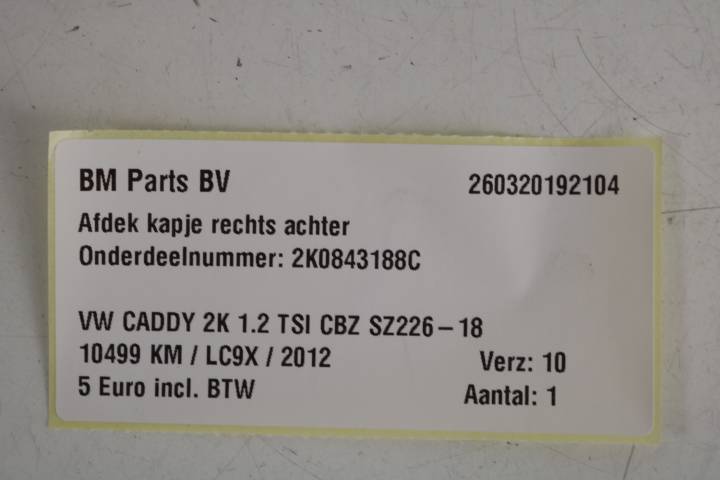 BM Parts BV 260320192104
Afdek kapje rechts achter
Onderdeelnummer: 2K0843188C
VW CADDY 2K 1.2 TSI CBZ SZ226-18
10499 KM / LC9X / 2012 Verz: 10
5 Euro incl. BTW Aantal: 1